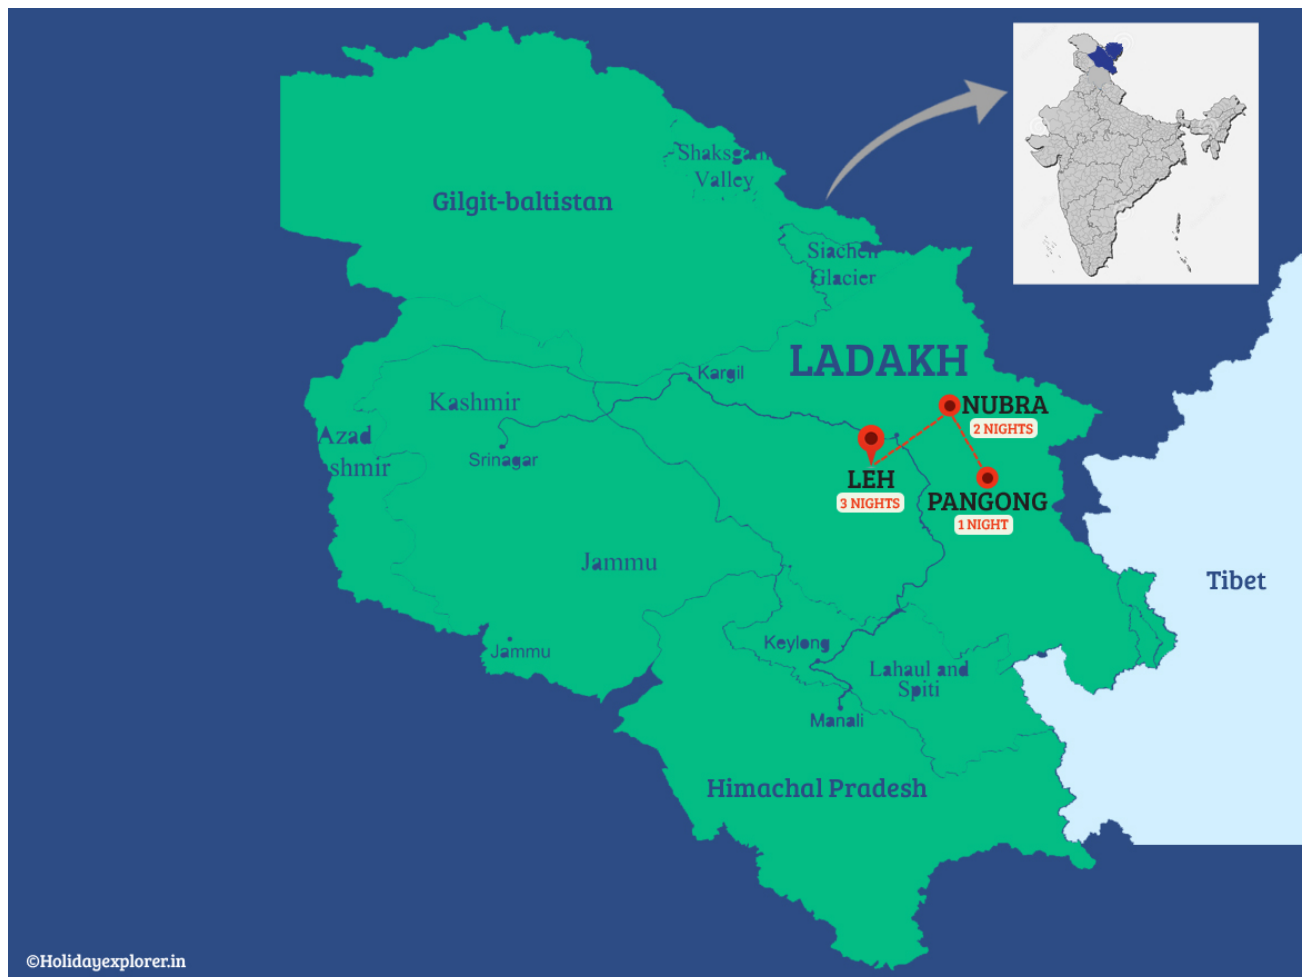 Shaksgam
Valley
Gilgit-baltistan
Siachen
Glacier
LADAKH
Kargil
Kashmir
NUBRA
2 NIGHTS
Azad
shmir
Srinagar
LEH
3 NIGHTS
PANGONG
1 NIGHT
Jammu
Tibet
Jammu
Keylong
Lahaul and
Spiti
Manali
Himachal Pradesh
©Holidayexplorer.in